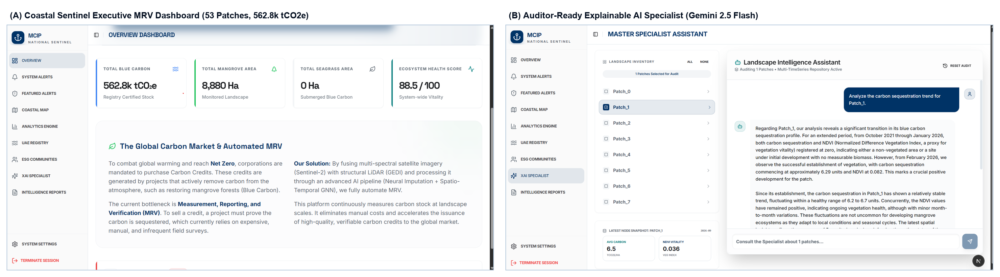 (A) Coastal Sentinel Executive MRV Dashboard (53 Patches, 562.8k tCO2e)
MCIP
NATIONAL SENTINEL
OVERVIEW
SYSTEM ALERTS
FEATURED ALERTS
COASTAL MAP
ANALYTICS ENGINE
UAE REGISTRY
ESG COMMUNITIES
XAI SPECIALIST
INTELLIGENCE REPORTS
SYSTEM SETTINGS
TERMINATE SESSION
OVERVIEW DASHBOARD
TOTAL BLUE CARBON
562.8k tCO₂e
Registry Certified Stock
TOTAL MANGROVE AREA
8,880 Ha
Monitored Landscape
TOTAL SEAGRASS AREA
0 Ha
Submerged Blue Carbon
ECOSYSTEM HEALTH SCORE
88.5 / 100
System-wide Vitality
The Global Carbon Market & Automated MRV
To combat global warming and reach Net Zero, corporations are
mandated to purchase Carbon Credits. These credits are
generated by projects that actively remove carbon from the
atmosphere, such as restoring mangrove forests (Blue Carbon).
The current bottleneck is Measurement, Reporting, and
Verification (MRV). To sell a credit, a project must prove the
carbon is sequestered, which currently relies on expensive,
manual, and infrequent field surveys.
Our Solution: By fusing multi-spectral satellite imagery
(Sentinel-2) with structural LiDAR (GEDI) and processing it
through an advanced AI pipeline (Neural Imputation + Spatio-
Temporal GNN), we fully automate MRV.
This platform continuously measures carbon stock at landscape
scales. It eliminates manual costs and accelerates the issuance
of high-quality, verifiable carbon credits to the global market.
(B) Auditor-Ready Explainable AI Specialist (Gemini 2.5 Flash)
MCIP
NATIONAL SENTINEL
OVERVIEW
SYSTEM ALERTS
FEATURED ALERTS
COASTAL MAP
ANALYTICS ENGINE
UAE REGISTRY
ESG COMMUNITIES
XAI SPECIALIST
INTELLIGENCE REPORTS
SYSTEM SETTINGS
TERMINATE SESSION
MASTER SPECIALIST ASSISTANT
LANDSCAPE INVENTORY ALL NONE
1 Patches Selected for Audit
Patch_0
Patch_1
Patch_2
Patch_3
Patch_4
Patch_5
Patch_6
Patch_7
LATEST NODE SNAPSHOT: PATCH_1 2026-09
AVG CARBON
6.5
TCO2E/HA
NDVI VITALITY
0.036
VEG INDEX
Landscape Intelligence Assistant
Auditing 1 Patches • Multi-TimeSeries Repository Active
RESET AUDIT
Analyze the carbon sequestration trend for
Patch_1.
Regarding Patch_1, our analysis reveals a significant transition in its blue carbon
sequestration profile. For an extended period, from October 2021 through January 2026,
both carbon sequestration and NDVI (Normalized Difference Vegetation Index, a proxy for
vegetation vitality) registered at zero, indicating either a non-vegetated area or a site
under initial development with no measurable biomass. However, from February 2026, we
observe the successful establishment of vegetation, with carbon sequestration
commencing at approximately 6.29 units and NDVI at 0.082. This marks a crucial positive
development for the patch.
Since its establishment, the carbon sequestration in Patch_1 has shown a relatively stable
trend, fluctuating within a healthy range of 6.2 to 6.7 units. Concurrently, the NDVI values
have remained positive, indicating ongoing vegetation health, although with minor month-
to-month variations. These fluctuations are not uncommon for developing mangrove
ecosystems as they adapt to local conditions and seasonal cycles. The latest spatial
Consult the Specialist about 1 patches...
N